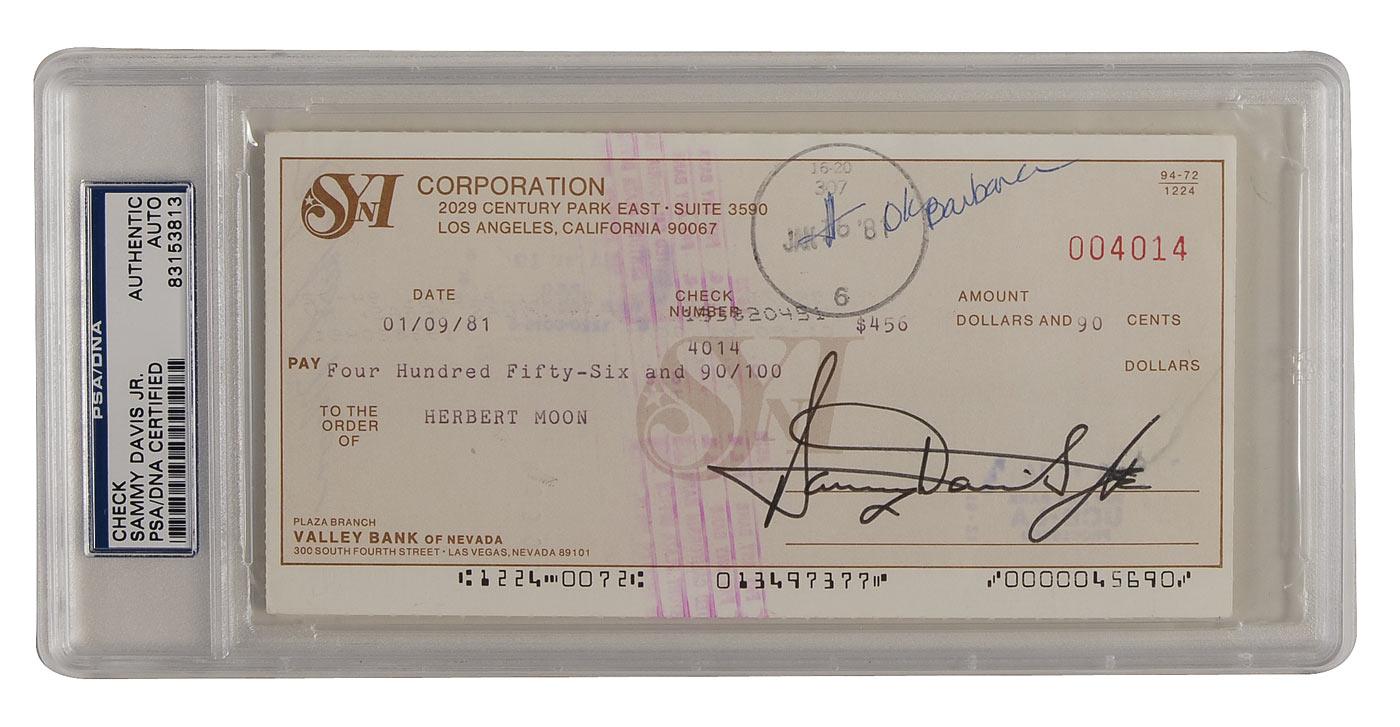 PSA/DNA
CHECK
SAMMY DAVIS JR.
PSA/DNA CERTIFIED
AUTHENTIC
AUTO
83153813
SYNI CORPORATION
2029 CENTURY PARK EAST · SUITE 3590
LOS ANGELES, CALIFORNIA 90067
16-20
307
JAN 16 '81
6
OK Barbara
94-72
1224
004014
DATE
01/09/81
CHECK
NUMBER
4014
AMOUNT
$456 DOLLARS AND 90 CENTS
PAY Four Hundred Fifty-Six and 90/100 DOLLARS
TO THE
ORDER
OF
HERBERT MOON
SYNI
Sammy Davis Jr
PLAZA BRANCH
VALLEY BANK OF NEVADA
300 SOUTH FOURTH STREET · LAS VEGAS, NEVADA 89101
⑆1224⑉0072⑆ 013497377⑈ ⑇0000045690⑇